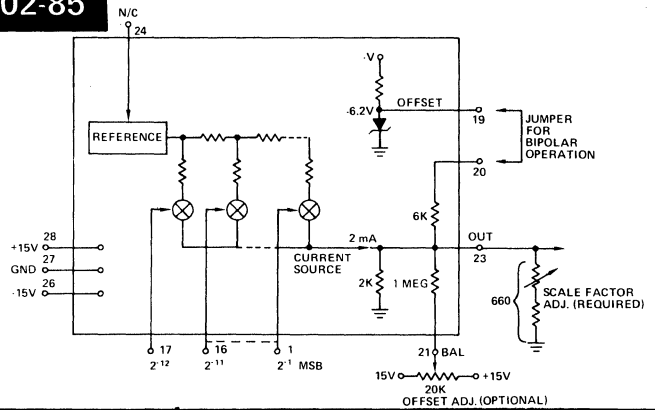 02-85
N/C
24
-V
-6.2V
OFFSET
19
JUMPER
FOR
BIPOLAR
OPERATION
20
REFERENCE
6K
28
+15V
27
GND
26
-15V
2 mA
OUT
23
CURRENT
SOURCE
2K
1 MEG
660
SCALE FACTOR
ADJ. (REQUIRED)
17
2-12
16
2-11
1
2-1 MSB
21 BAL
15V
+15V
20K
OFFSET ADJ. (OPTIONAL)